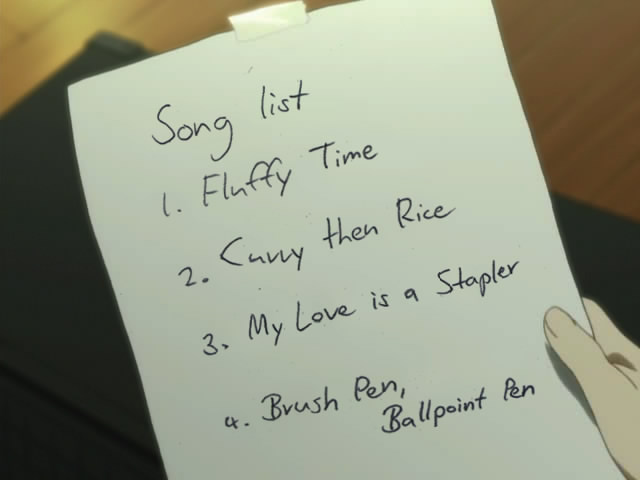 Song list
1. Fluffy Time
2. Curry then Rice
3. My Love is a Stapler
4. Brush Pen,
Ballpoint Pen